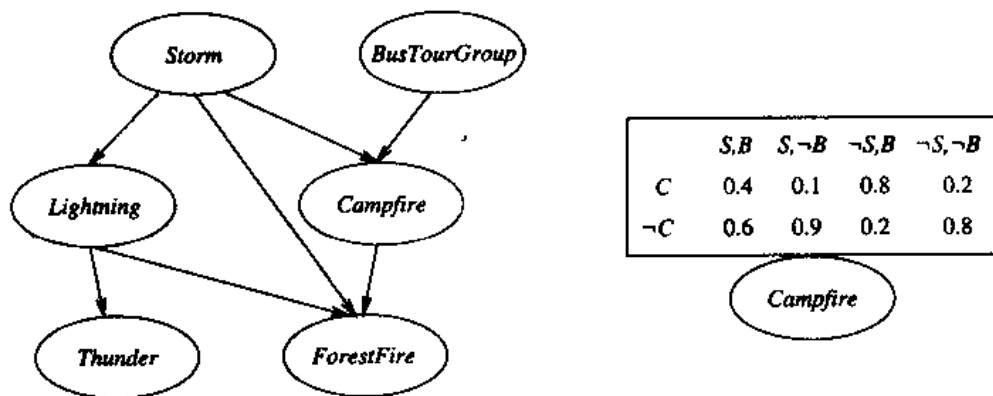 Storm
BusTourGroup
Lightning
Campfire
Thunder
ForestFire
S,B S,¬B ¬S,B ¬S,¬B
C 0.4 0.1 0.8 0.2
¬C 0.6 0.9 0.2 0.8
Campfire